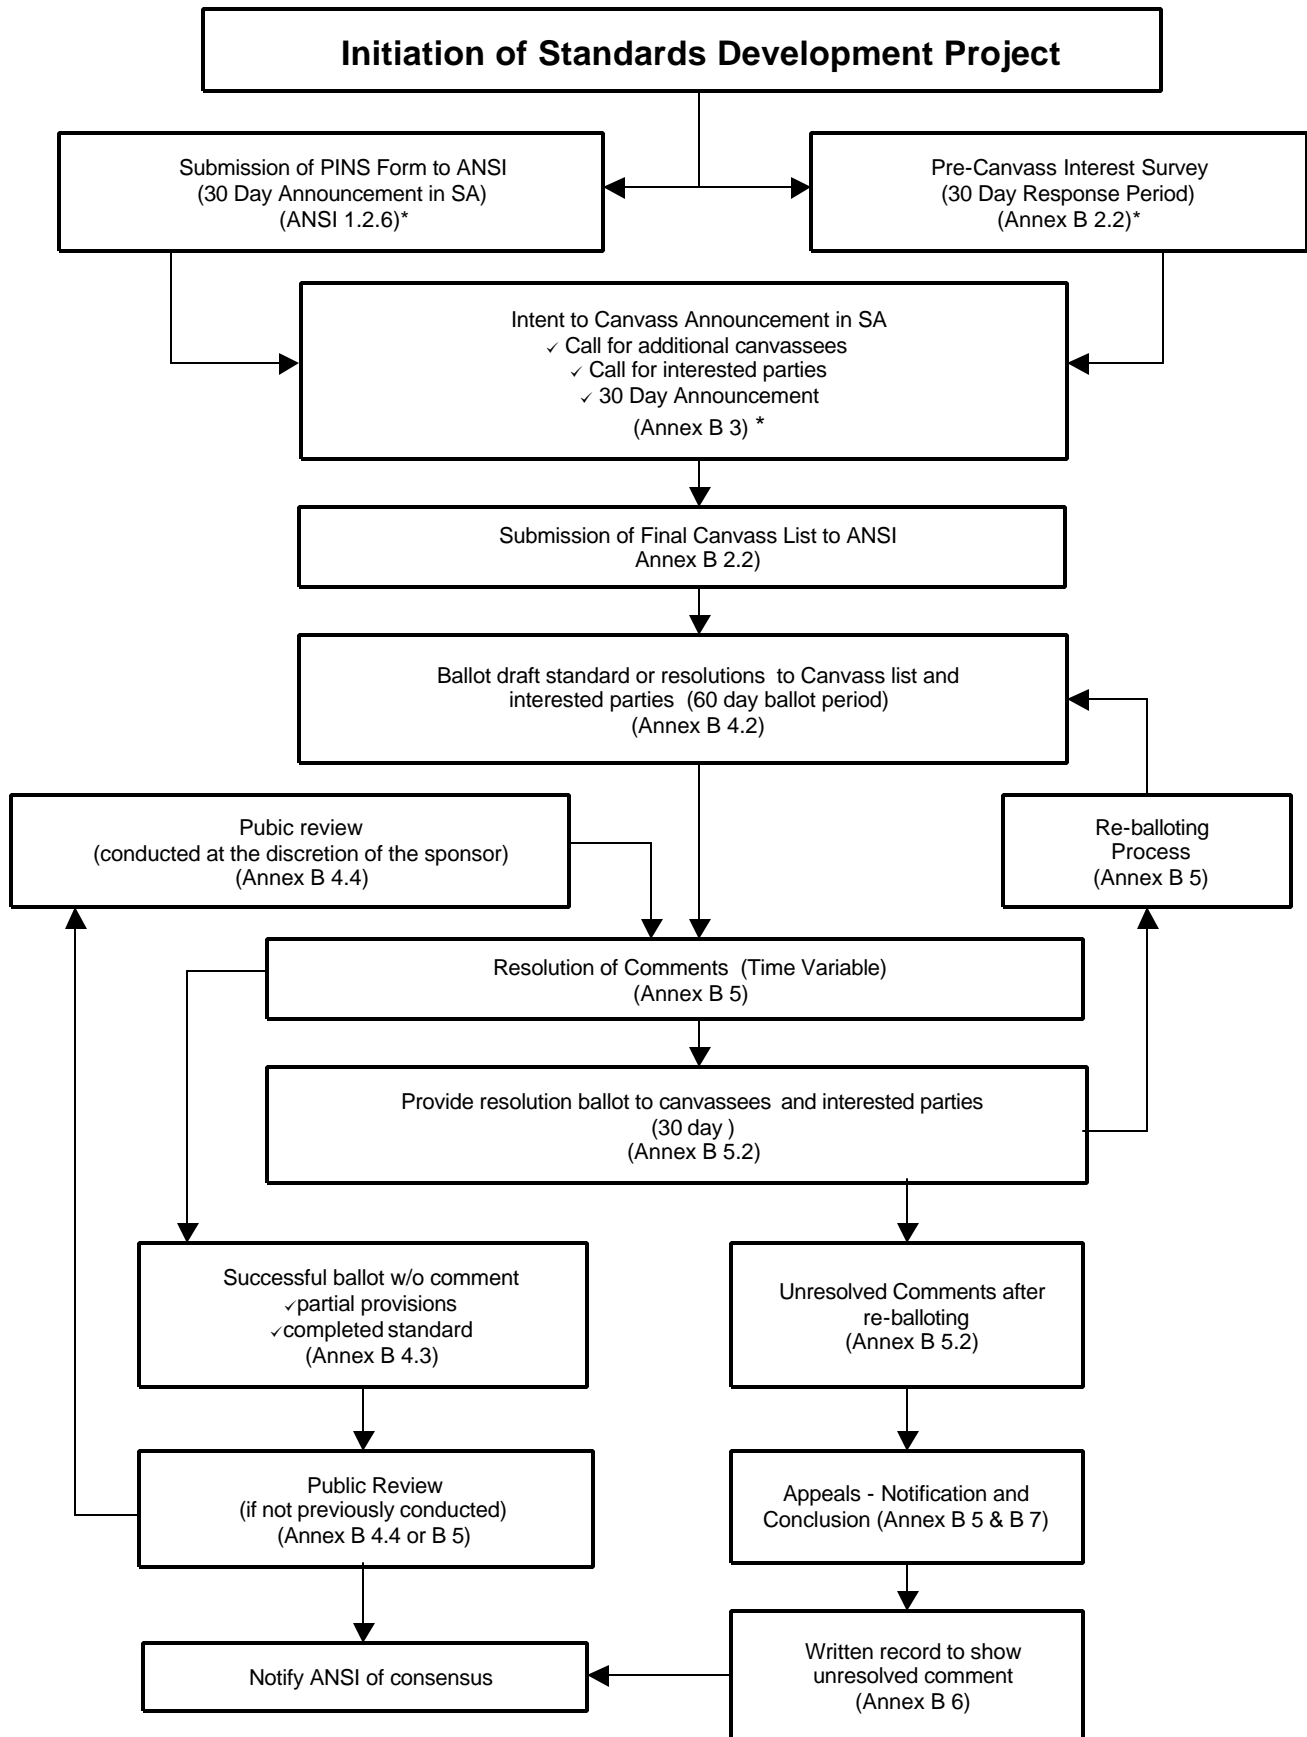 Initiation of Standards Development Project
Submission of PINS Form to ANSI
(30 Day Announcement in SA)
(ANSI 1.2.6)*
Pre-Canvass Interest Survey
(30 Day Response Period)
(Annex B 2.2)*
Intent to Canvass Announcement in SA
✓ Call for additional canvassees
✓ Call for interested parties
✓ 30 Day Announcement
(Annex B 3) *
Submission of Final Canvass List to ANSI
Annex B 2.2)
Ballot draft standard or resolutions to Canvass list and
interested parties (60 day ballot period)
(Annex B 4.2)
Pubic review
(conducted at the discretion of the sponsor)
(Annex B 4.4)
Re-balloting
Process
(Annex B 5)
Resolution of Comments (Time Variable)
(Annex B 5)
Provide resolution ballot to canvassees and interested parties
(30 day )
(Annex B 5.2)
Successful ballot w/o comment
✓partial provisions
✓completed standard
(Annex B 4.3)
Unresolved Comments after
re-balloting
(Annex B 5.2)
Public Review
(if not previously conducted)
(Annex B 4.4 or B 5)
Appeals - Notification and
Conclusion (Annex B 5 & B 7)
Notify ANSI of consensus
Written record to show
unresolved comment
(Annex B 6)